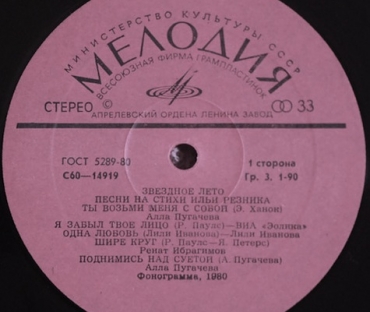 МИНИСТЕРСТВО КУЛЬТУРЫ СССР
МЕЛОДИЯ
ВСЕСОЮЗНАЯ ФИРМА ГРАМПЛАСТИНОК
СТЕРЕО
33
АПРЕЛЕВСКИЙ ОРДЕНА ЛЕНИНА ЗАВОД
ГОСТ 5289-80
1 сторона
С60—14919
Гр. 3. 1-90
ЗВЕЗДНОЕ ЛЕТО
ПЕСНИ НА СТИХИ ИЛЬИ РЕЗНИКА
ТЫ ВОЗЬМИ МЕНЯ С СОБОЙ (Э. Ханок)
Алла Пугачева
Я ЗАБЫЛ ТВОЕ ЛИЦО (Р. Паулс)—ВИА «Эолика»
ОДНА ЛЮБОВЬ (Лили Иванова)—Лили Иванова
ШИРЕ КРУГ (Р. Паулс—Я. Петерс)
Ренат Ибрагимов
ПОДНИМИСЬ НАД СУЕТОЙ (А. Пугачева)
Алла Пугачева
Фонограмма, 1980